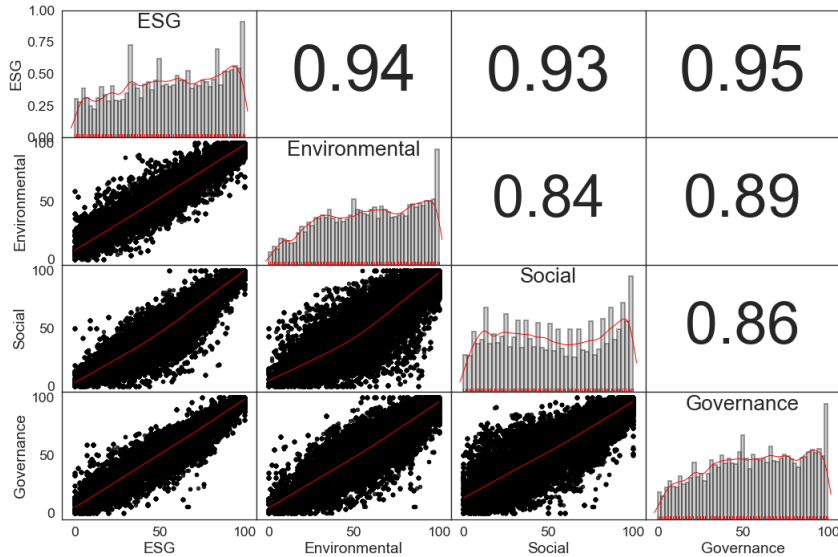 1.00
ESG
0.75
0.50
0.25
0.00
ESG
0.94
0.93
0.95
100
50
0
Environmental
Environmental
0.84
0.89
100
50
0
Social
Social
0.86
100
50
0
Governance
Governance
0 50 100
0 50 100
0 50 100
0 50 100
ESG
Environmental
Social
Governance